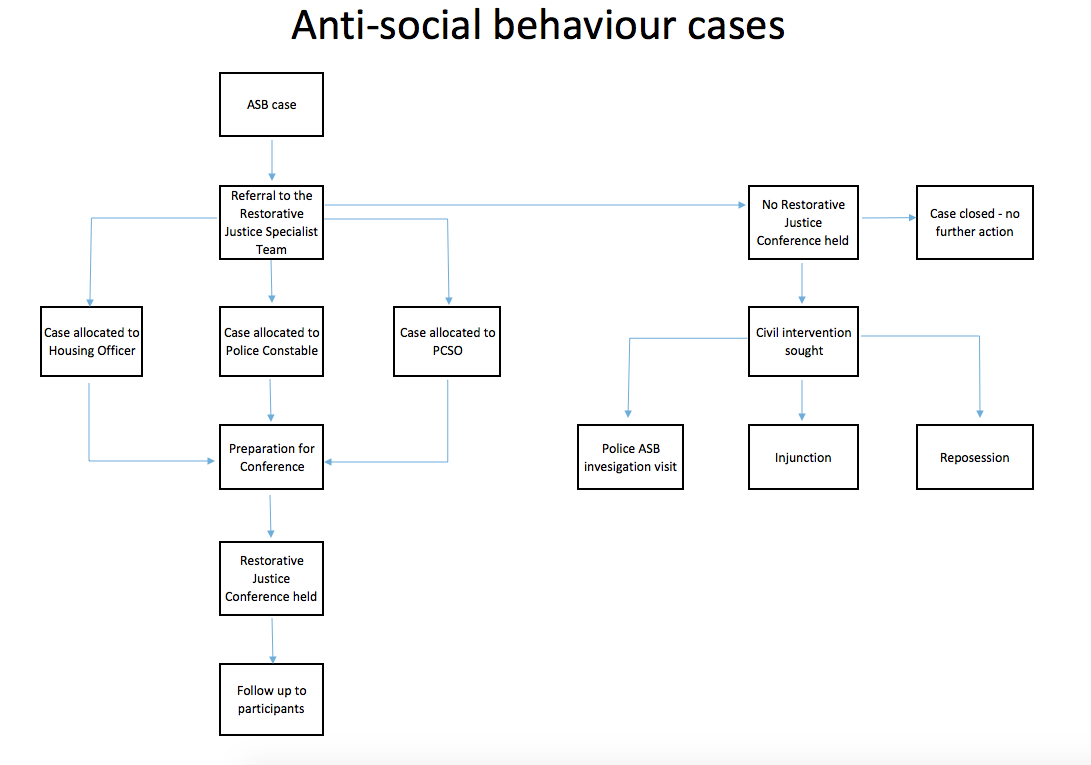 Anti-social behaviour cases
ASB case
Referral to the
Restorative
Justice Specialist
Team
No Restorative
Justice
Conference held
Case closed - no
further action
Case allocated to
Housing Officer
Case allocated to
Police Constable
Case allocated to
PCSO
Civil intervention
sought
Preparation for
Conference
Police ASB
invesigation visit
Injunction
Reposession
Restorative
Justice
Conference held
Follow up to
participants